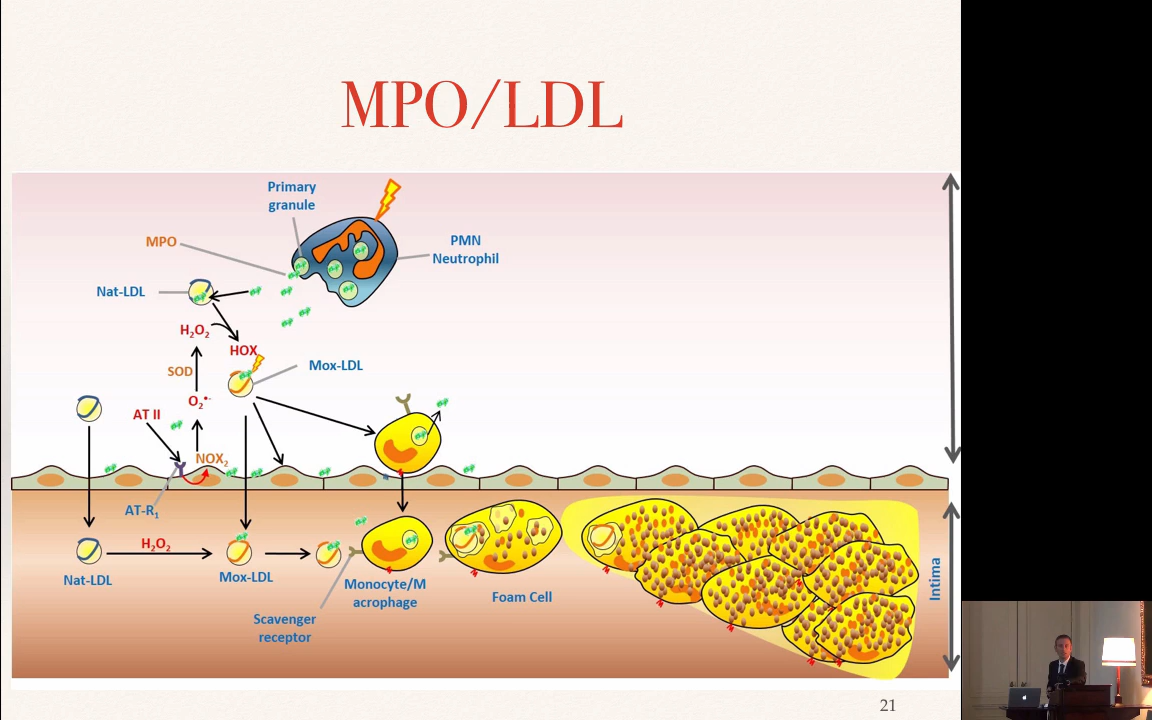 MPO/LDL
Primary
granule
MPO
PMN
Neutrophil
Nat-LDL
H₂O₂
HOX
SOD
Mox-LDL
O₂•-
AT II
NOX₂
AT-R₁
H₂O₂
Nat-LDL
Mox-LDL
Scavenger
receptor
Monocyte/M
acrophage
Foam Cell
Intima
21